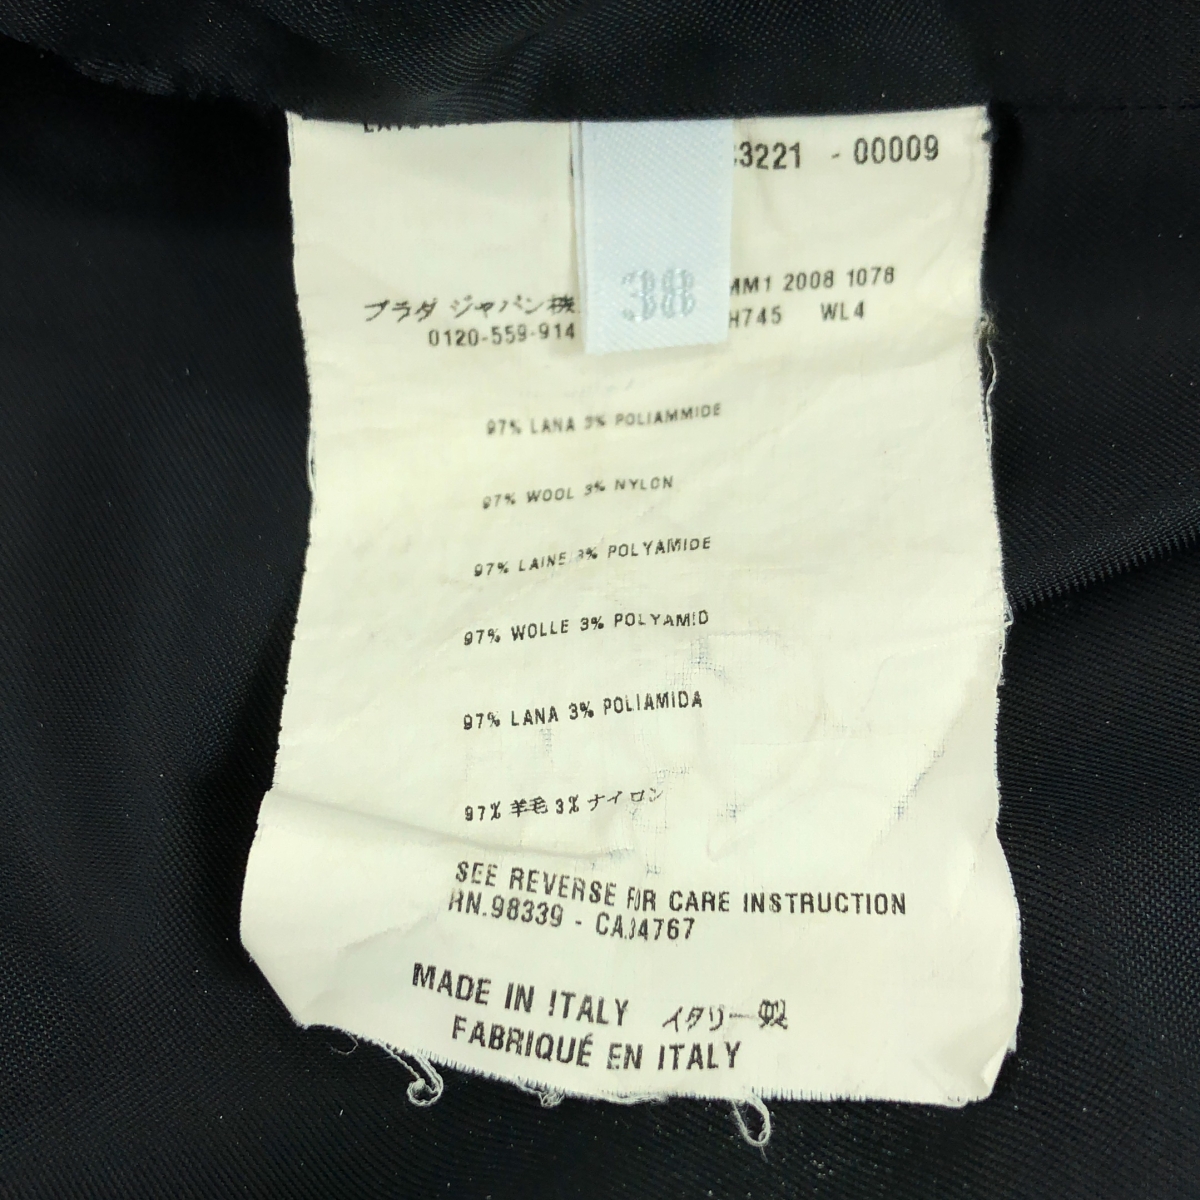 3221 - 00009
38
MM1 2008 1078
プラダ ジャパン
H745 WL4
0120-559-914
97% LANA 3% POLIAMMIDE
97% WOOL 3% NYLON
97% LAINE 3% POLYAMIDE
97% WOLLE 3% POLYAMID
97% LANA 3% POLIAMIDA
97% 羊毛 3% ナイロン
SEE REVERSE FOR CARE INSTRUCTION
RN.98339 - CA04767
MADE IN ITALY イタリー製
FABRIQUÉ EN ITALY